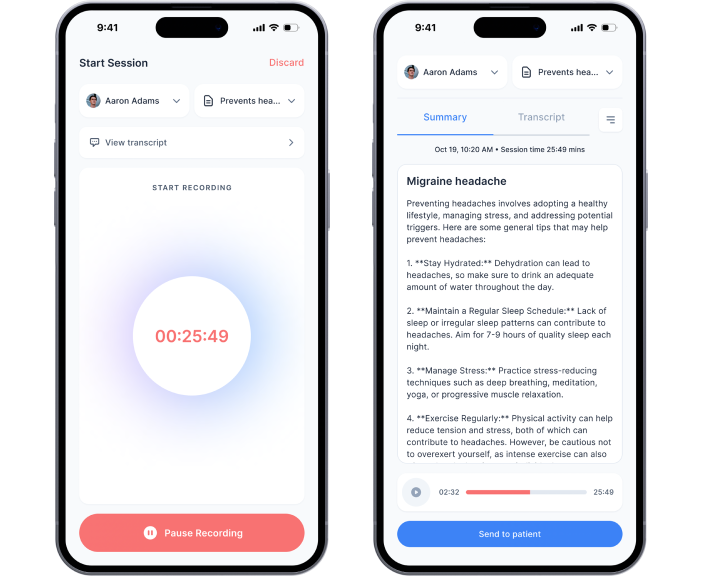 9:41
Start Session
Discard
Aaron Adams
Prevents hea...
View transcript
START RECORDING
00:25:49
Pause Recording
9:41
Aaron Adams
Prevents hea...
Summary
Transcript
Oct 19, 10:20 AM • Session time 25:49 mins
Migraine headache
Preventing headaches involves adopting a healthy
lifestyle, managing stress, and addressing potential
triggers. Here are some general tips that may help
prevent headaches:
1. **Stay Hydrated:** Dehydration can lead to
headaches, so make sure to drink an adequate
amount of water throughout the day.
2. **Maintain a Regular Sleep Schedule:** Lack of
sleep or irregular sleep patterns can contribute to
headaches. Aim for 7-9 hours of quality sleep each
night.
3. **Manage Stress:** Practice stress-reducing
techniques such as deep breathing, meditation,
yoga, or progressive muscle relaxation.
4. **Exercise Regularly:** Physical activity can help
reduce tension and stress, both of which can
contribute to headaches. However, be cautious not
to overexert yourself, as intense exercise can also
02:32
25:49
Send to patient